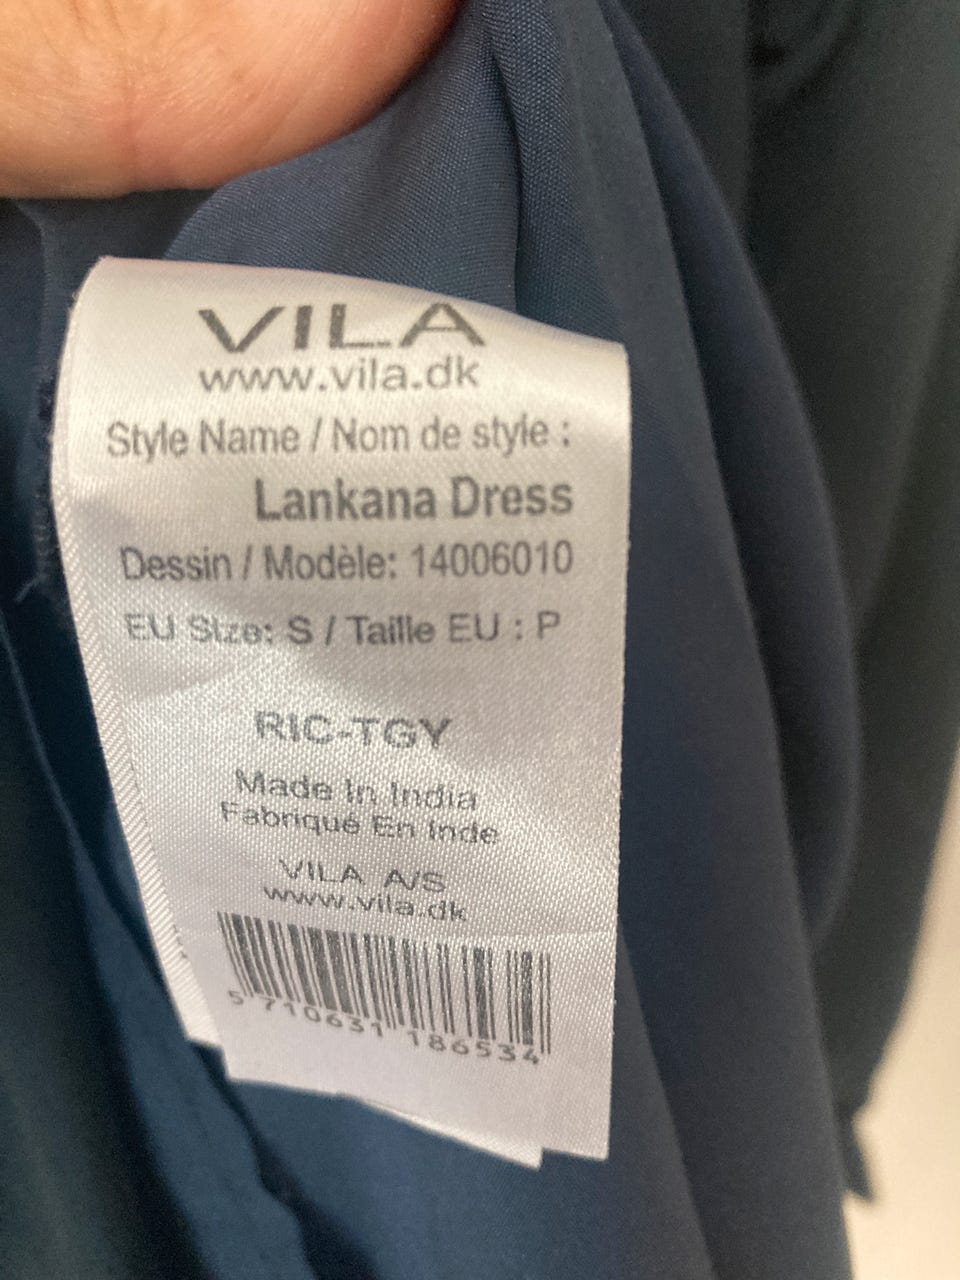 VILA
www.vila.dk
Style Name / Nom de style :
Lankana Dress
Dessin / Modèle: 14006010
EU Size: S / Taille EU : P
RIC-TGY
Made In India
Fabriqué En Inde
VILA A/S
www.vila.dk
5 710631 186534